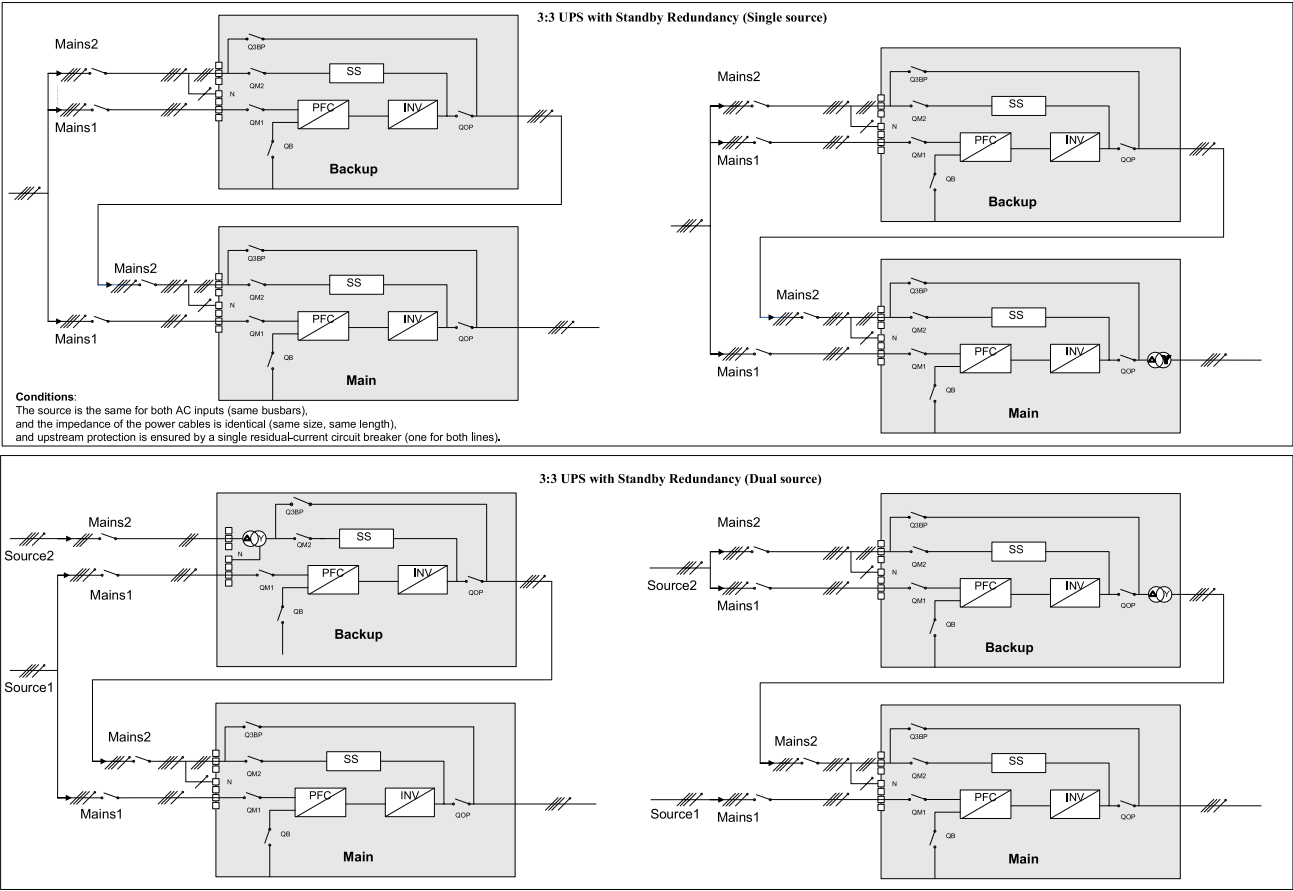 3:3 UPS with Standby Redundancy (Single source)
Mains2
Mains1
Q3BP
QM2
SS
N
QM1
PFC
INV
QOP
QB
Backup
Mains2
Mains1
Q3BP
QM2
SS
N
QM1
PFC
INV
QOP
QB
Main
Conditions:
The source is the same for both AC inputs (same busbars),
and the impedance of the power cables is identical (same size, same length),
and upstream protection is ensured by a single residual-current circuit breaker (one for both lines).
Mains2
Mains1
Q3BP
QM2
SS
N
QM1
PFC
INV
QOP
QB
Backup
Mains2
Mains1
Q3BP
QM2
SS
N
QM1
PFC
INV
QOP
QB
Main
3:3 UPS with Standby Redundancy (Dual source)
Source2
Mains2
Mains1
Q3BP
QM2
SS
N
QM1
PFC
INV
QOP
QB
Backup
Source1
Mains2
Mains1
Q3BP
QM2
SS
N
QM1
PFC
INV
QOP
QB
Main
Mains2
Source2
Mains1
Q3BP
QM2
SS
N
QM1
PFC
INV
QOP
Y
QB
Backup
Mains2
Source1
Mains1
Q3BP
QM2
SS
N
QM1
PFC
INV
QOP
QB
Main